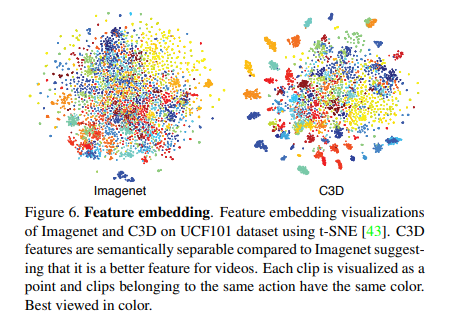 Imagenet
C3D
Figure 6. Feature embedding. Feature embedding visualizations
of Imagenet and C3D on UCF101 dataset using t-SNE [43]. C3D
features are semantically separable compared to Imagenet suggest-
ing that it is a better feature for videos. Each clip is visualized as a
point and clips belonging to the same action have the same color.
Best viewed in color.